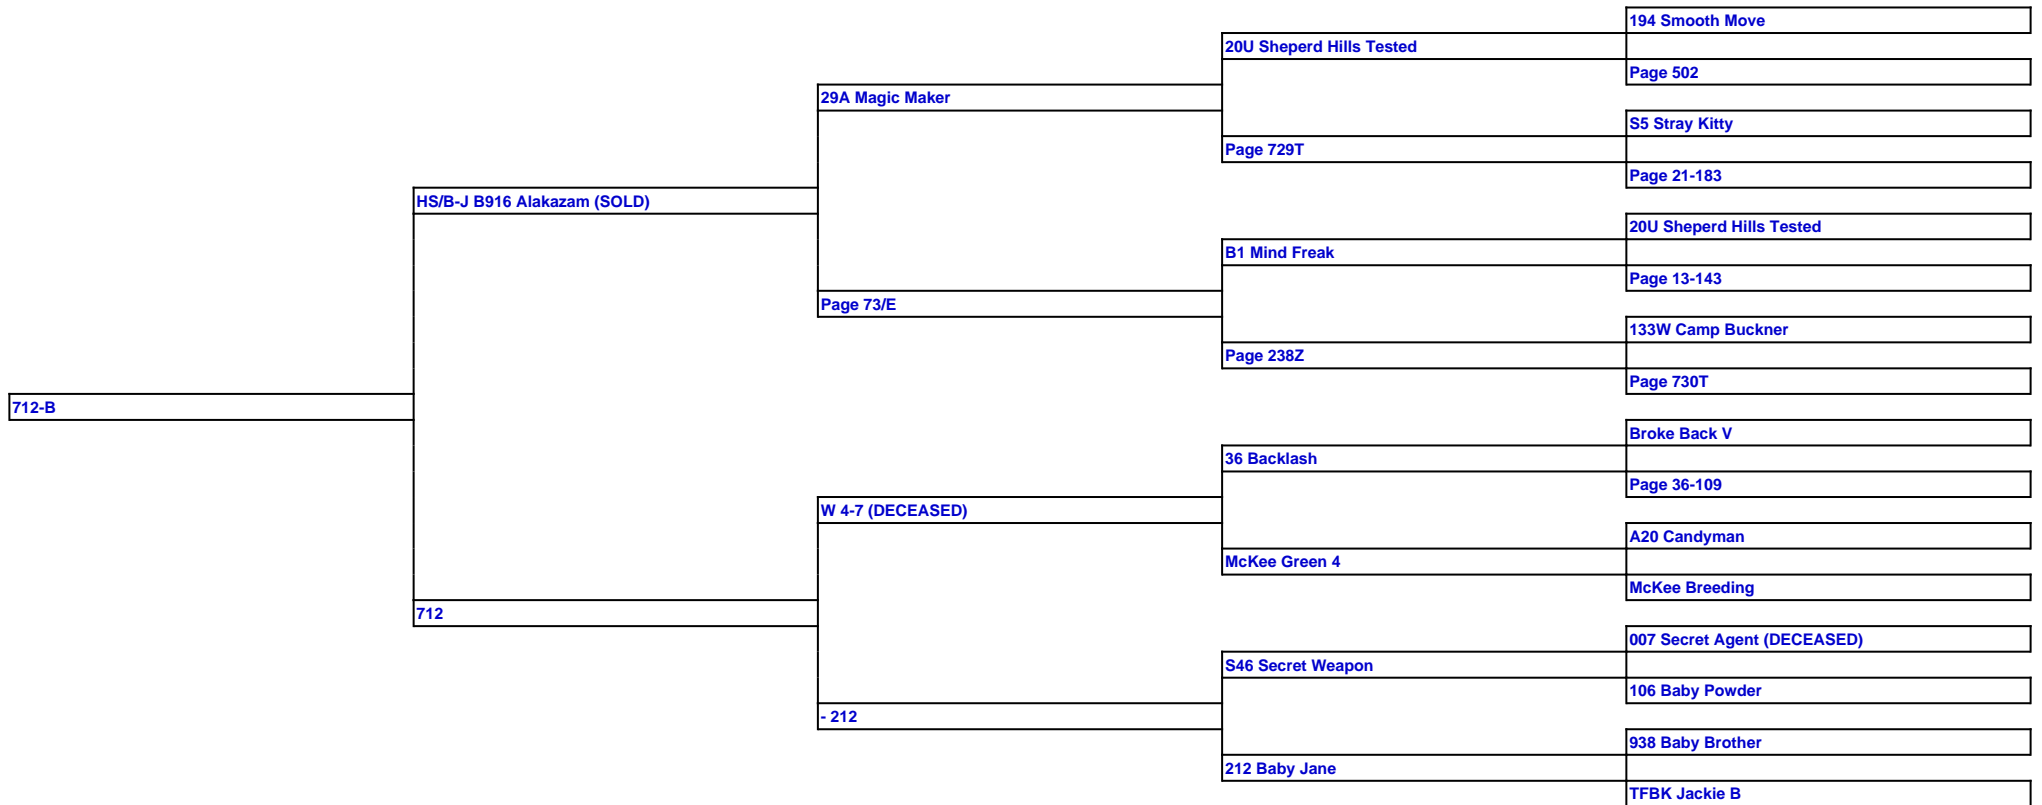 194 Smooth Move
20U Sheperd Hills Tested
Page 502
29A Magic Maker
S5 Stray Kitty
Page 729T
Page 21-183
HS/B-J B916 Alakazam (SOLD)
20U Sheperd Hills Tested
B1 Mind Freak
Page 13-143
Page 73/E
133W Camp Buckner
Page 238Z
Page 730T
712-B
Broke Back V
36 Backlash
Page 36-109
W 4-7 (DECEASED)
A20 Candyman
McKee Green 4
McKee Breeding
712
007 Secret Agent (DECEASED)
S46 Secret Weapon
106 Baby Powder
- 212
938 Baby Brother
212 Baby Jane
TFBK Jackie B